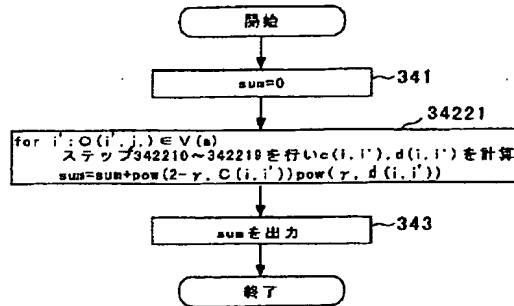 開始
sum=0
341
34221
for i':O(i',j,)∈V(a)
ステップ342210～342219を行いc(i,i'),d(i,i')を計算
sum=sum+pow(2-γ,C(i,i'))pow(γ,d(i,i'))
sumを出力
343
終了